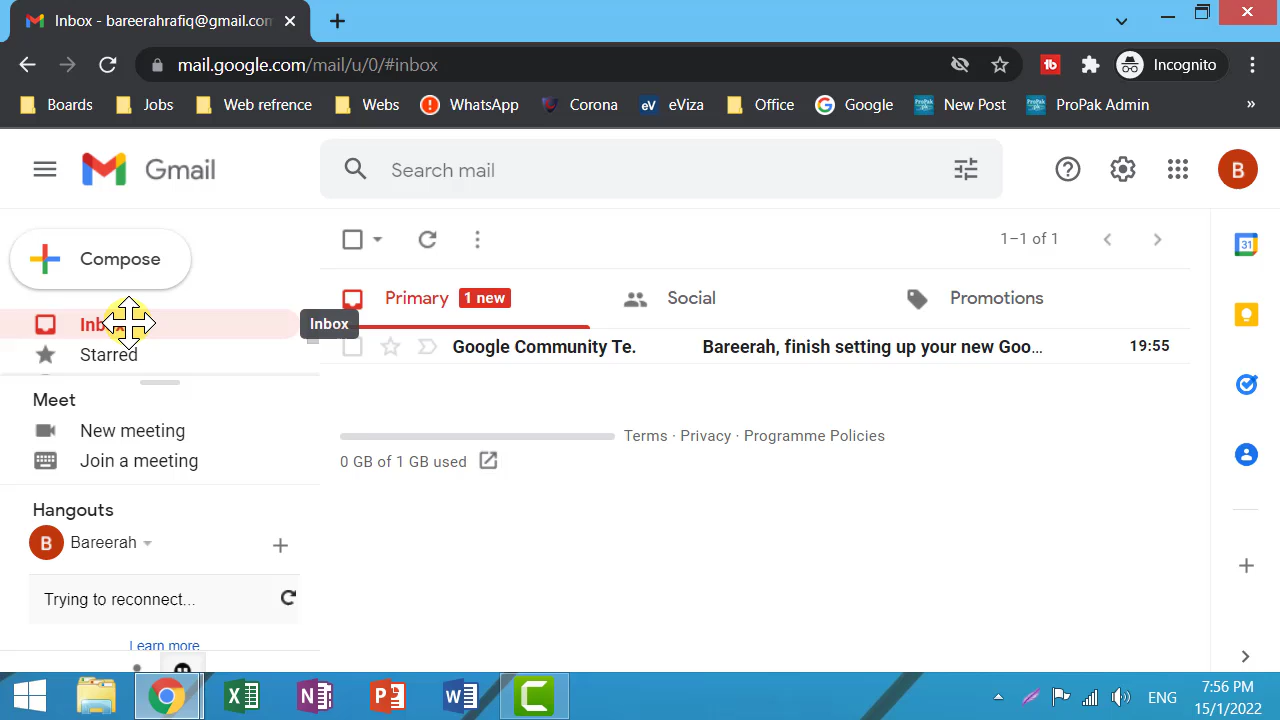 Inbox - bareerahrafiq@gmail.com
mail.google.com/mail/u/0/#inbox
Incognito
Boards Jobs Web refrence Webs WhatsApp Corona eV eViza Office Google New Post ProPak Admin »
Gmail
Search mail
B
Compose
1–1 of 1
31
Primary 1 new Social Promotions
Inbox
Inbox
Starred
Google Community Te. Bareerah, finish setting up your new Goo… 19:55
Meet
New meeting
Join a meeting
Terms · Privacy · Programme Policies
0 GB of 1 GB used
Hangouts
B Bareerah
Trying to reconnect...
Learn more
ENG
7:56 PM
15/1/2022